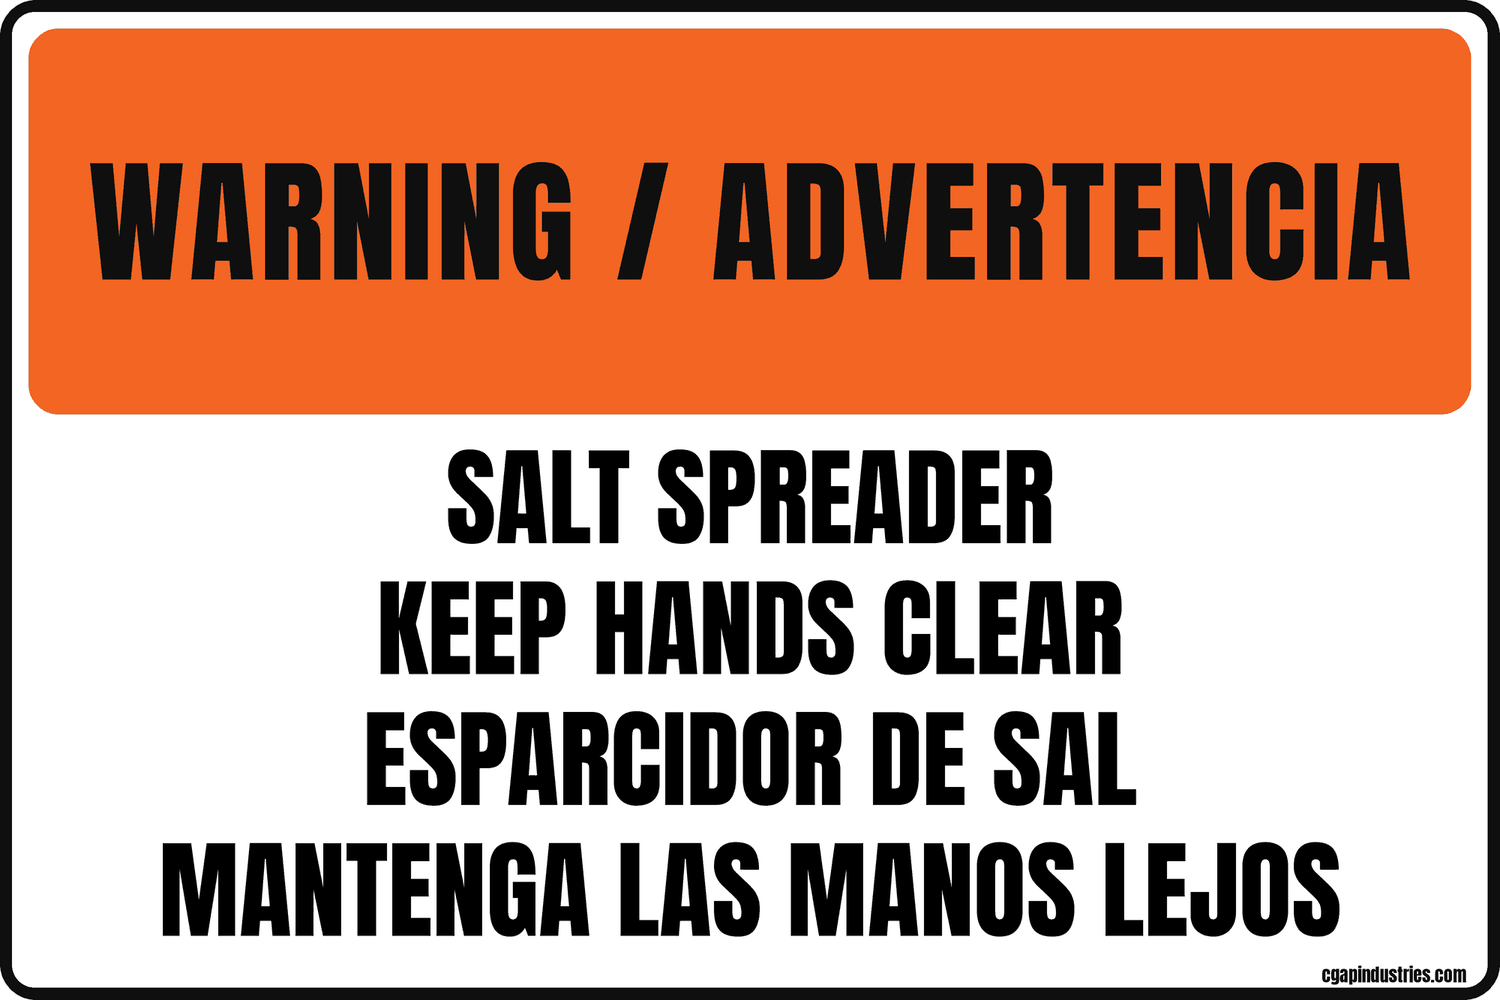 WARNING / ADVERTENCIA
SALT SPREADER
KEEP HANDS CLEAR
ESPARCIDOR DE SAL
MANTENGA LAS MANOS LEJOS
cgapindustries.com